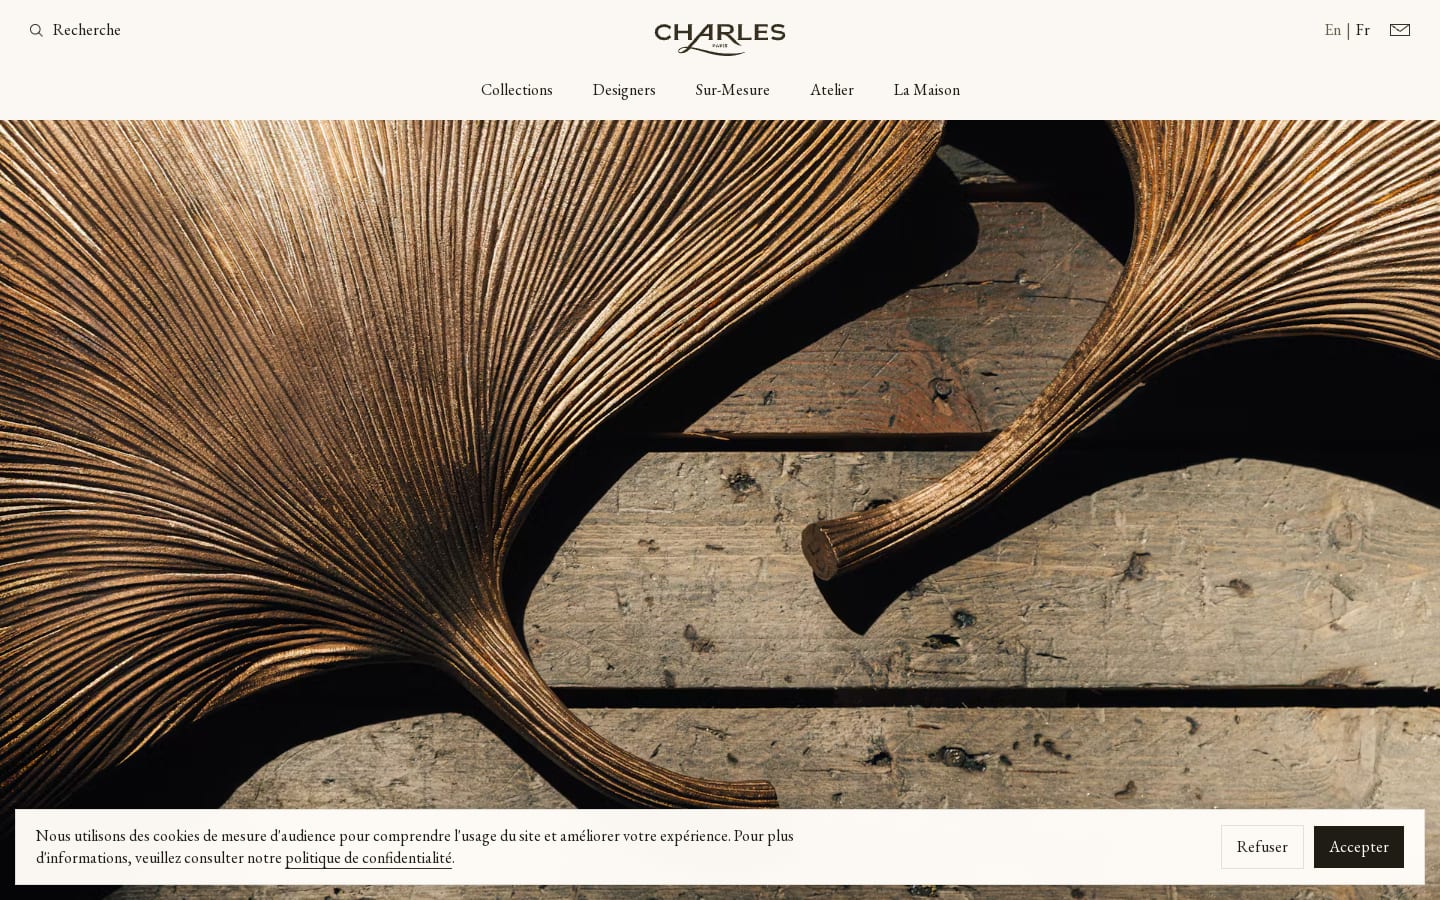 Recherche
CHARLES
PARIS
En | Fr
Collections
Designers
Sur-Mesure
Atelier
La Maison
Nous utilisons des cookies de mesure d'audience pour comprendre l'usage du site et améliorer votre expérience. Pour plus
d'informations, veuillez consulter notre politique de confidentialité.
Refuser
Accepter